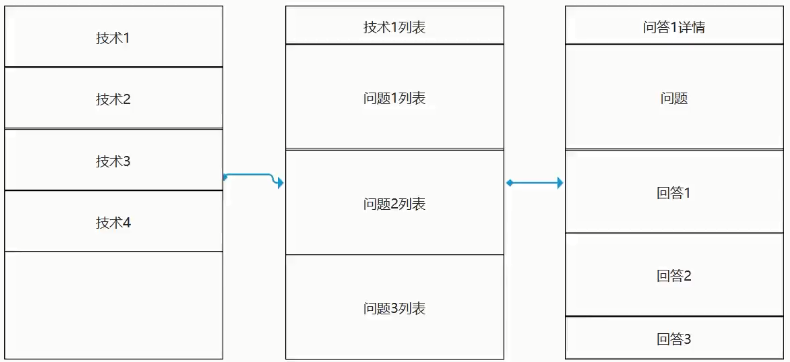 技术1
技术2
技术3
技术4
技术1列表
问题1列表
问题2列表
问题3列表
问答1详情
问题
回答1
回答2
回答3